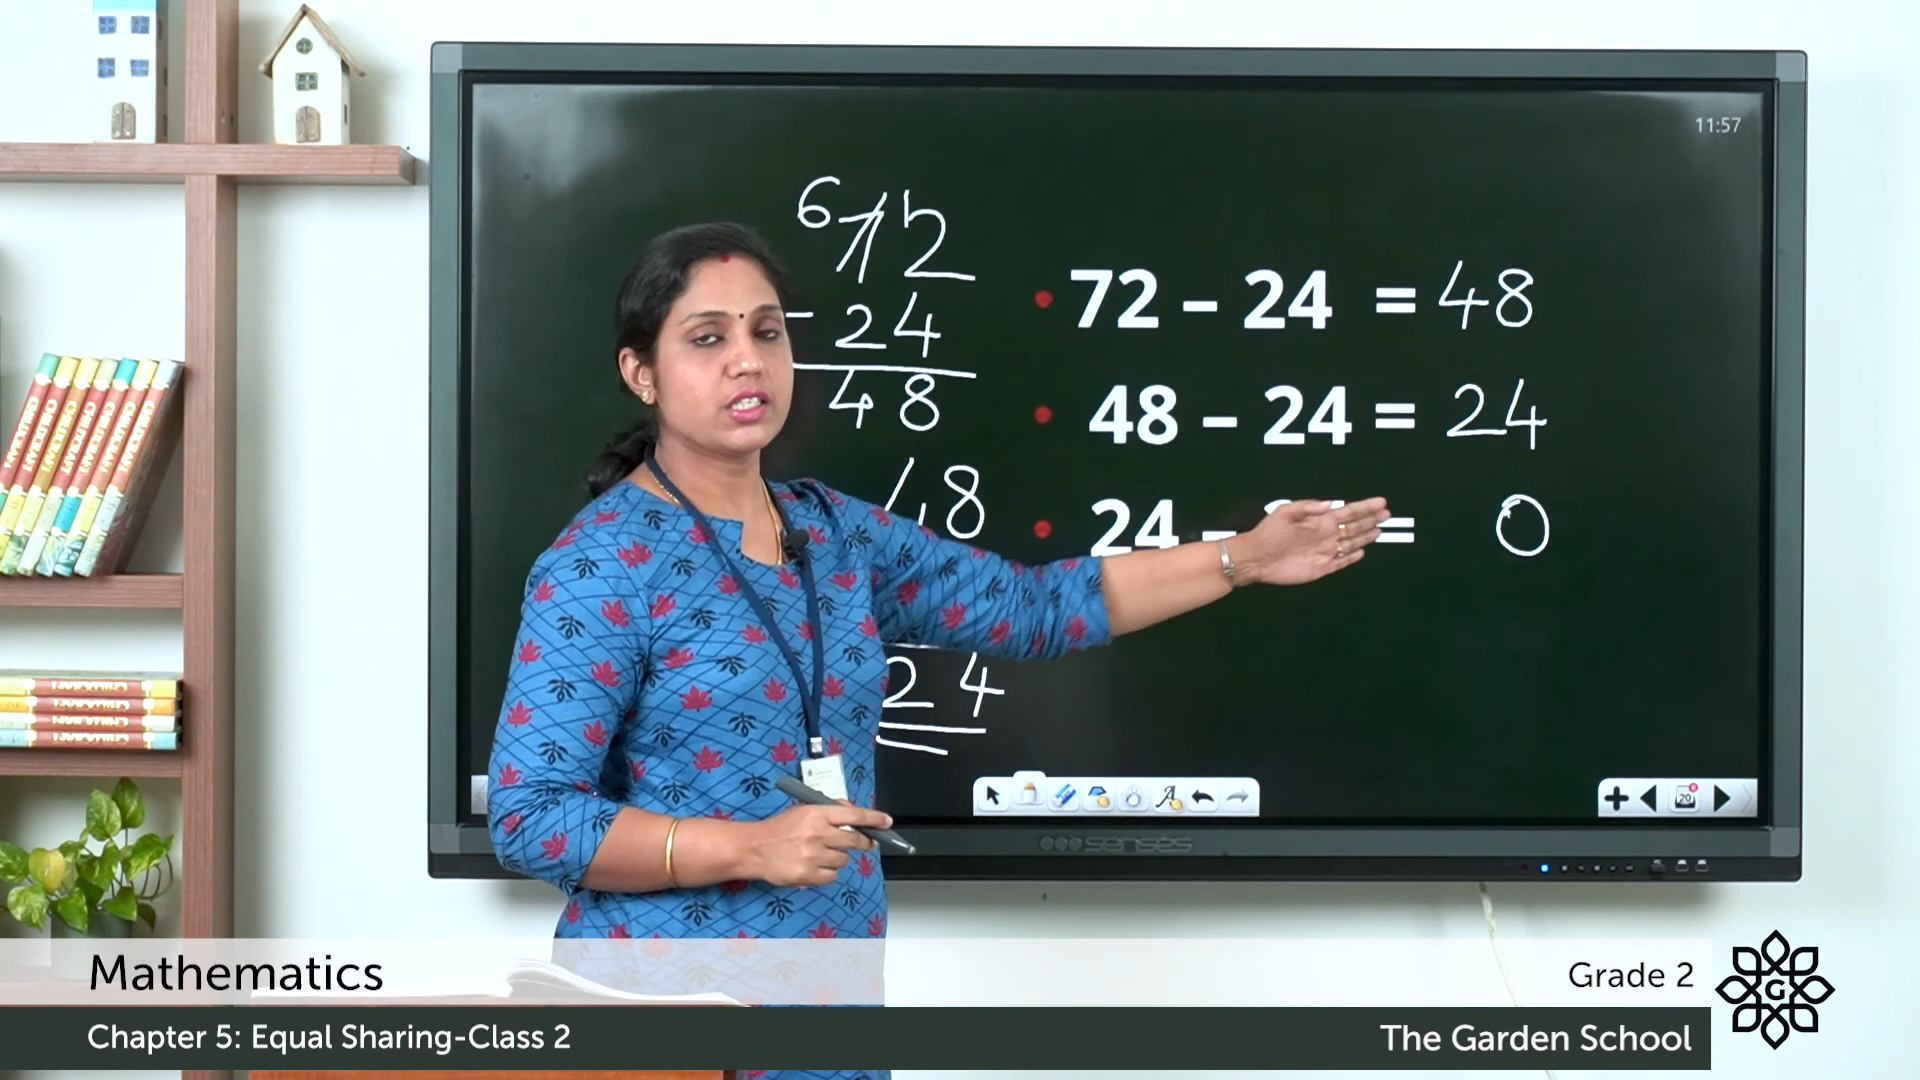 11:57
6 72
- 24
48
48
24
• 72 – 24 = 48
• 48 – 24 = 24
• 24 – = 0
senses
Mathematics
Grade 2
Chapter 5: Equal Sharing-Class 2
The Garden School
G